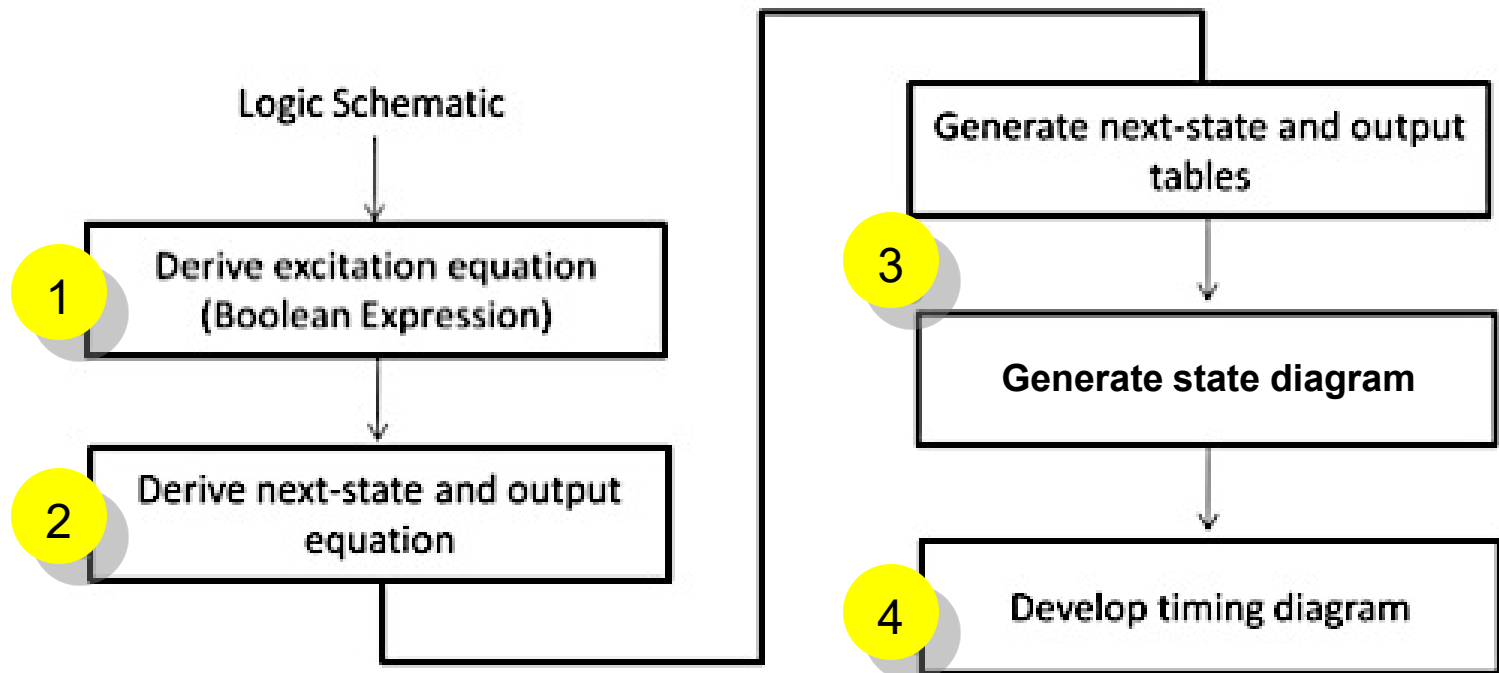 Logic Schematic
1
Derive excitation equation
(Boolean Expression)
2
Derive next-state and output
equation
Generate next-state and output
tables
3
Generate state diagram
4
Develop timing diagram